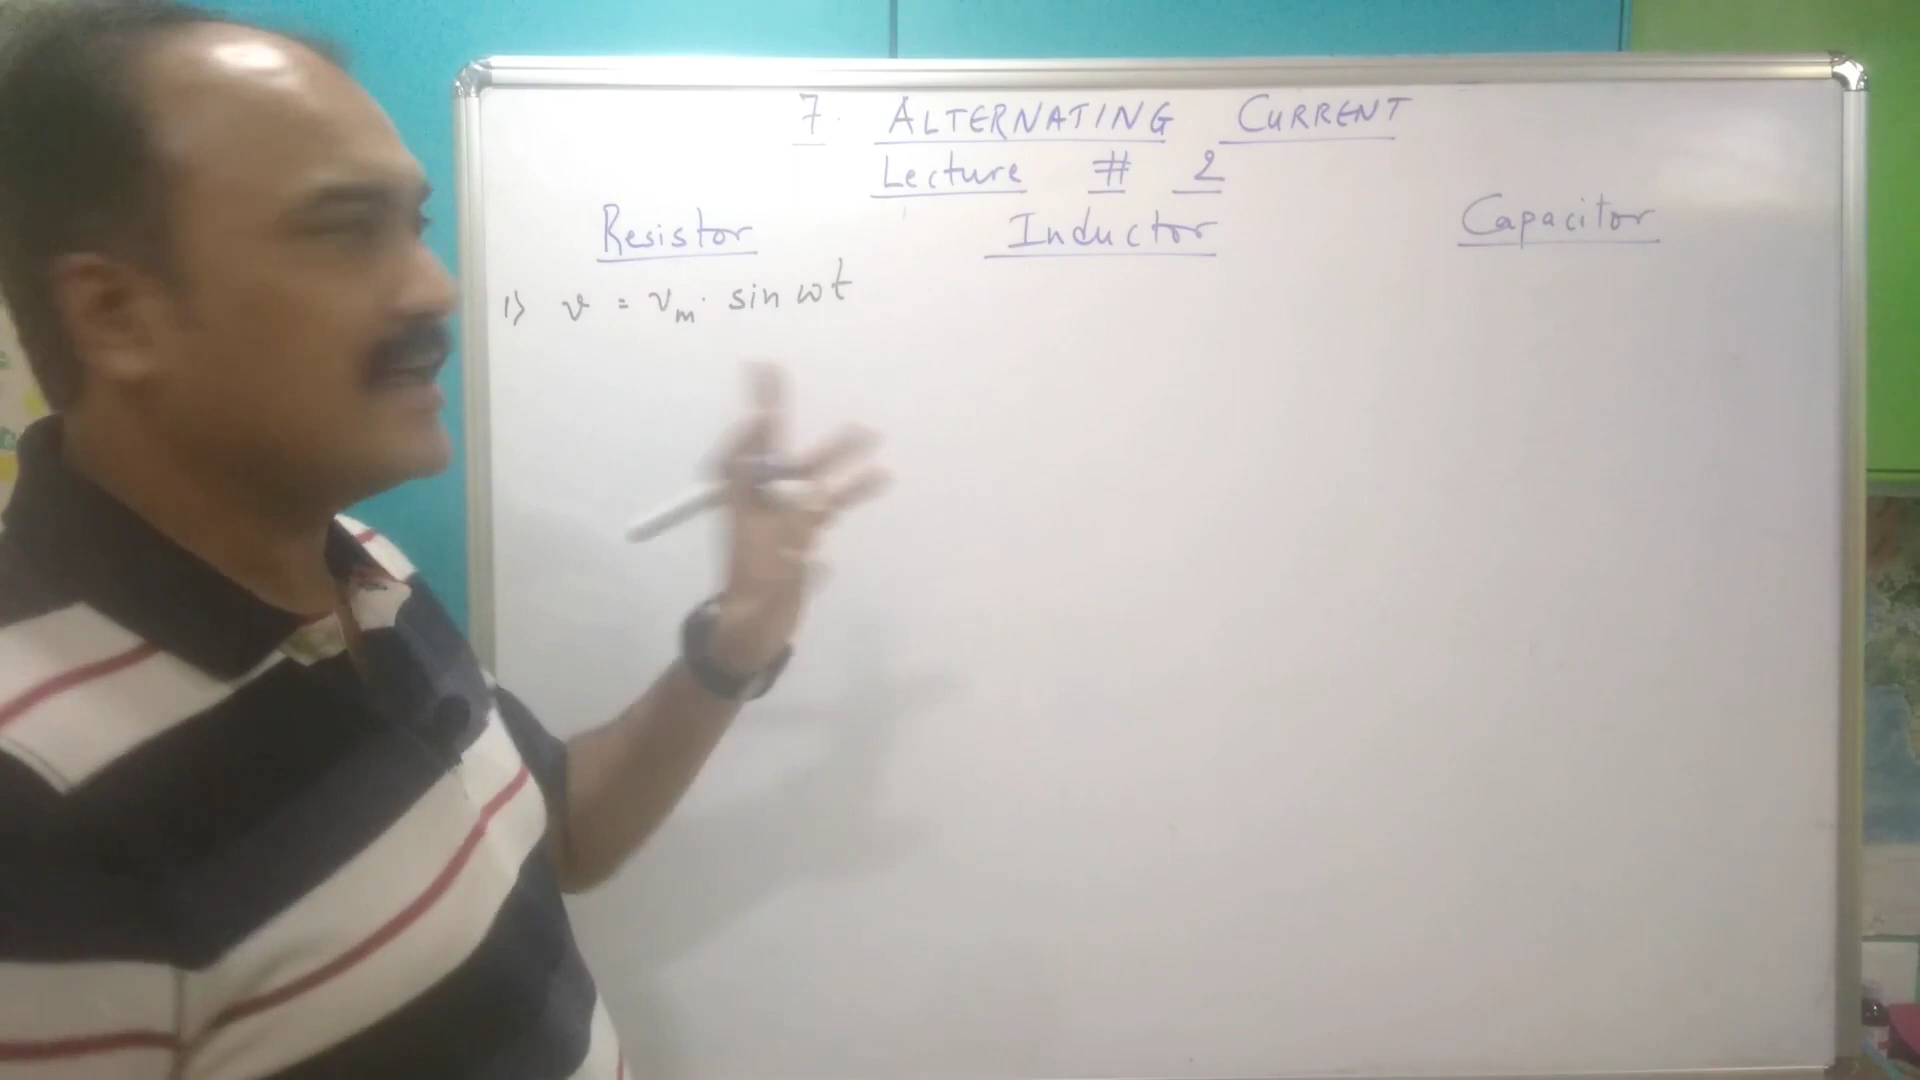 7. ALTERNATING CURRENT
Lecture # 2
Resistor Inductor Capacitor
1) v = vm. sin ωt